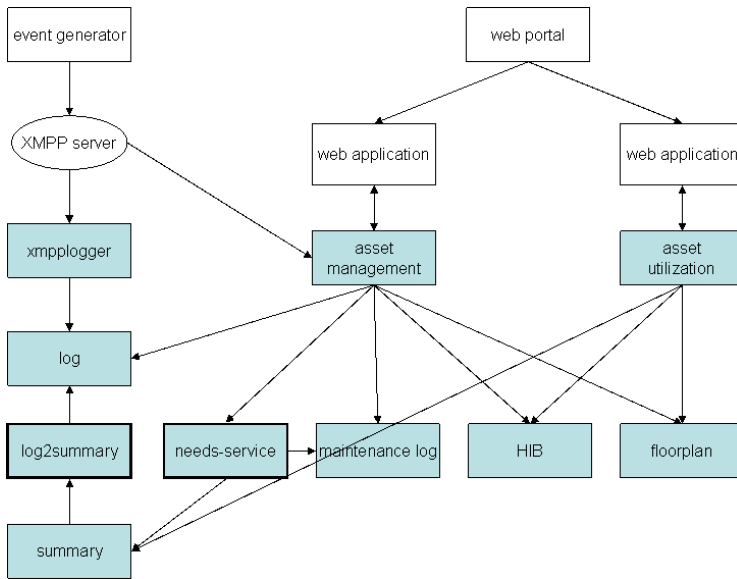 event generator
web portal
XMPP server
web application
web application
xmpplogger
asset
management
asset
utilization
log
log2summary
needs-service
maintenance log
HIB
floorplan
summary